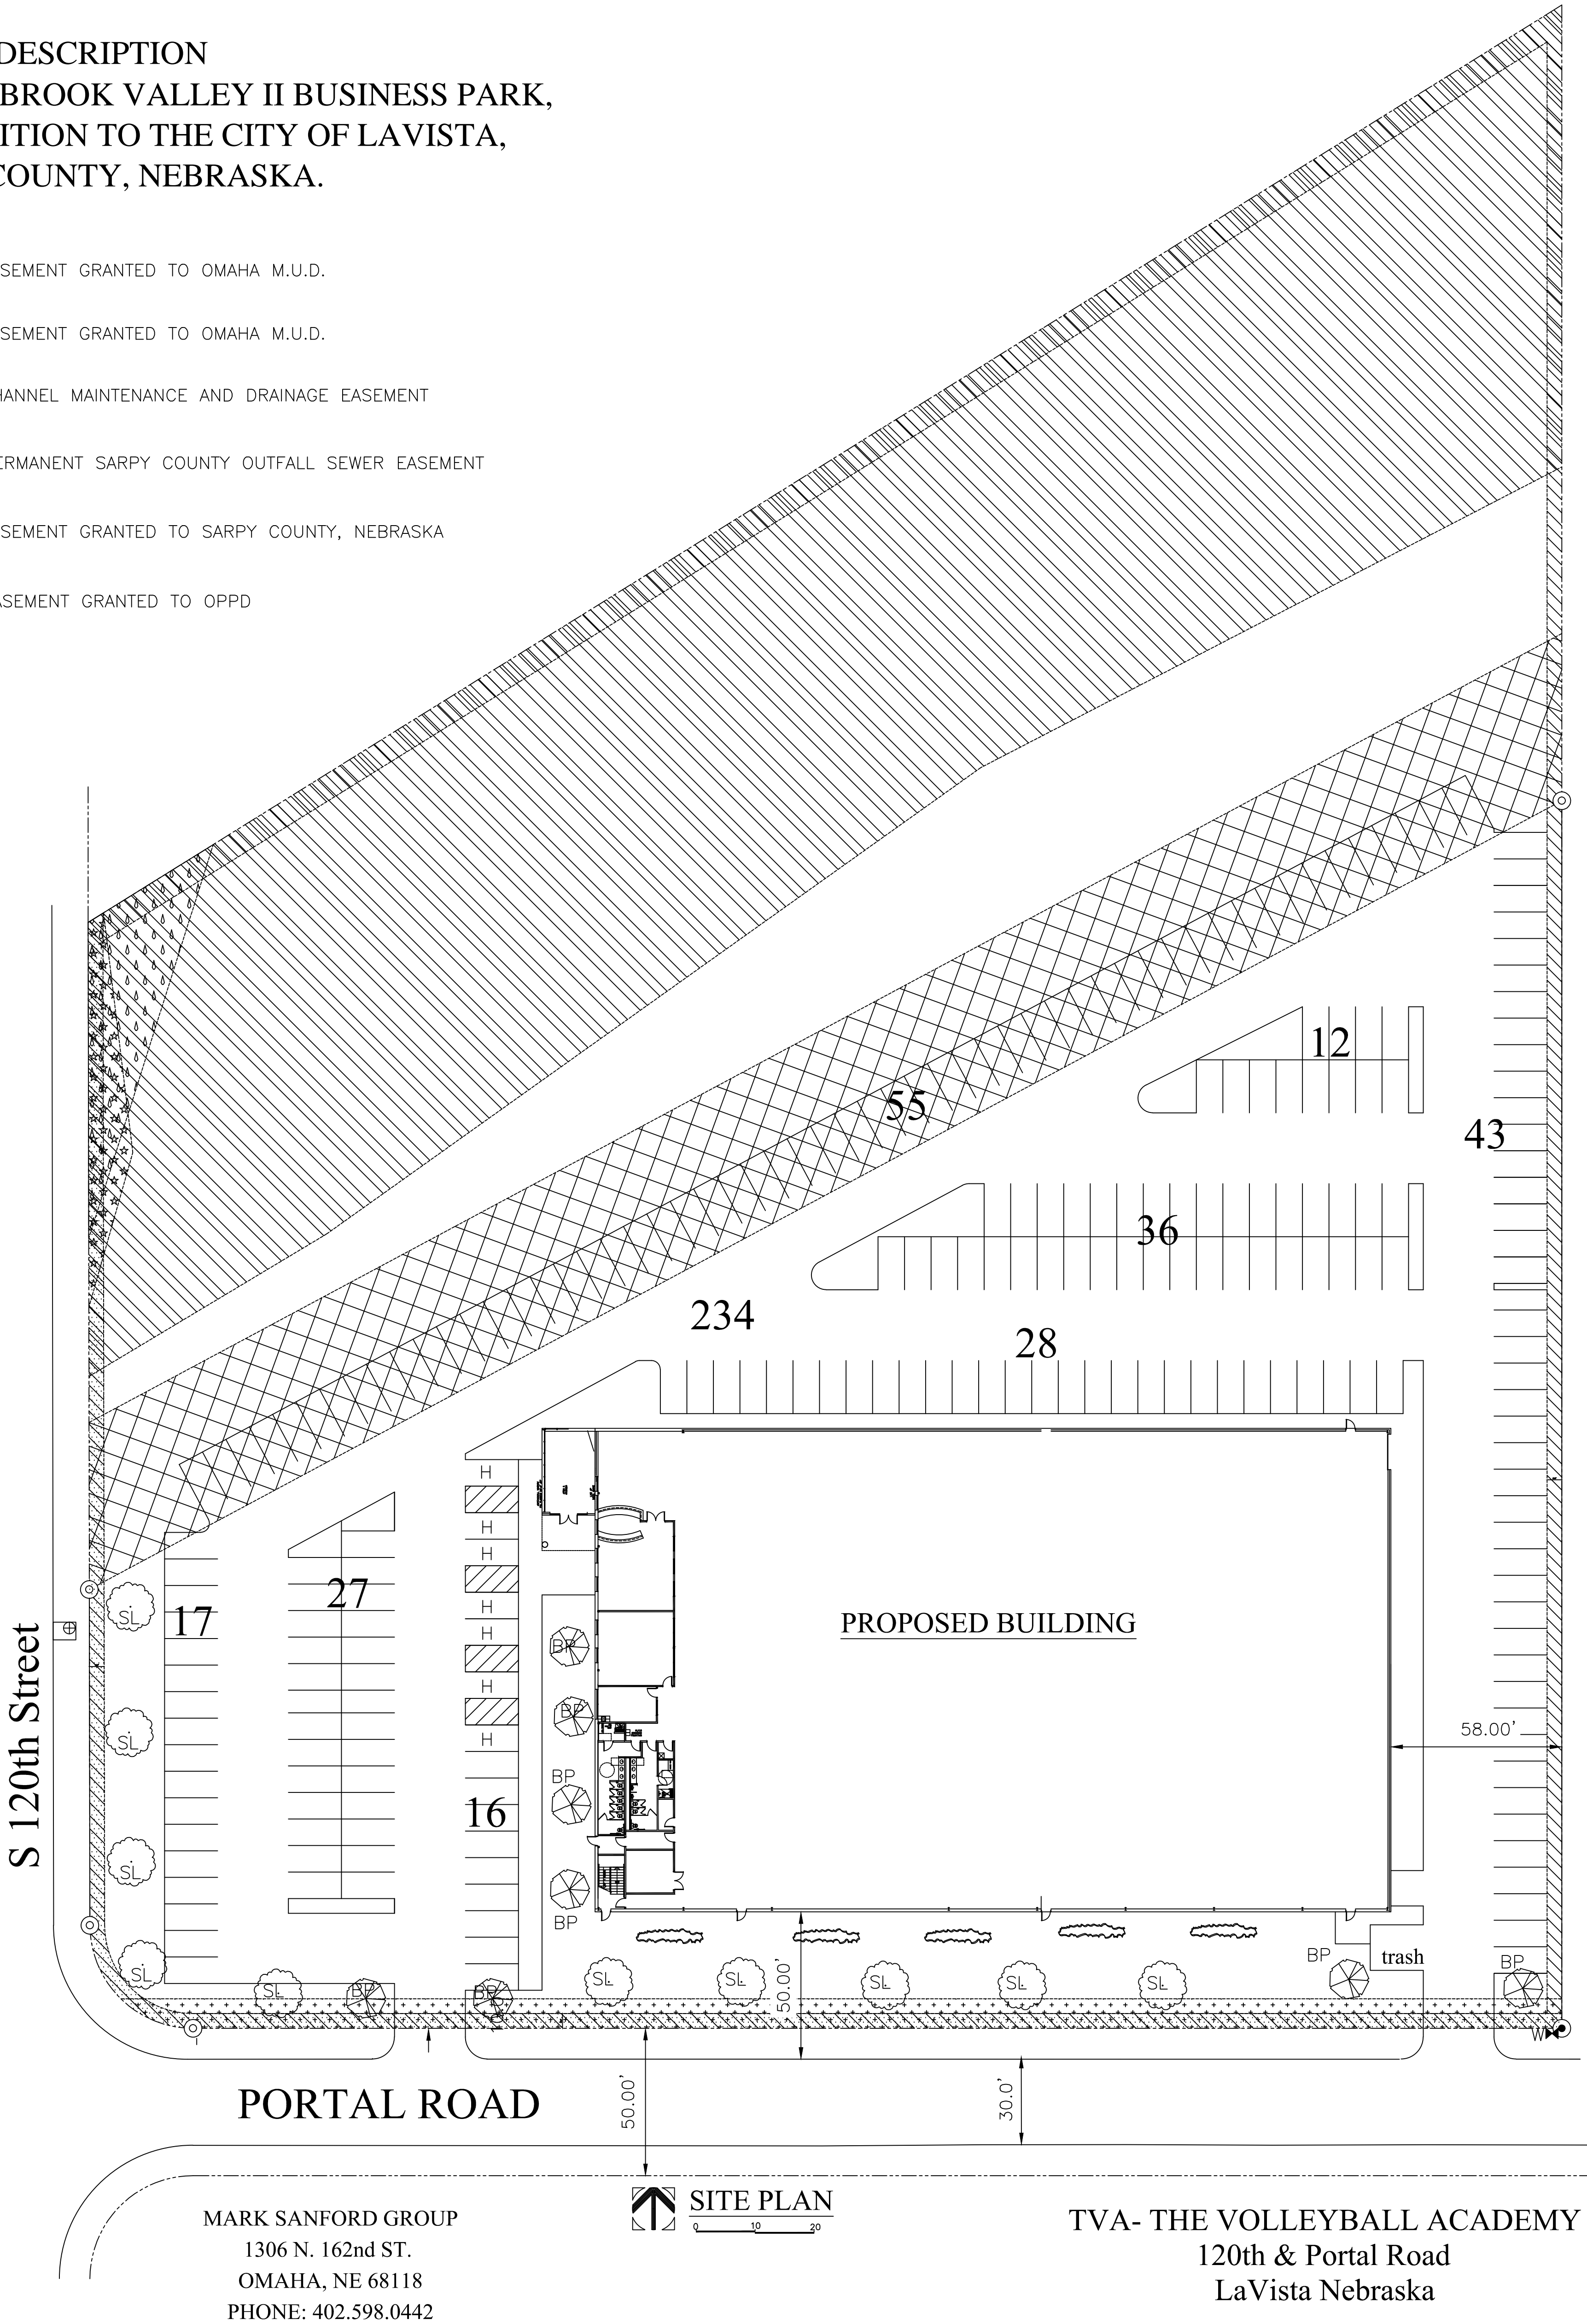 DESCRIPTION
BROOK VALLEY II BUSINESS PARK,
ITION TO THE CITY OF LAVISTA,
COUNTY, NEBRASKA.
SEMENT GRANTED TO OMAHA M.U.D.
SEMENT GRANTED TO OMAHA M.U.D.
HANNEL MAINTENANCE AND DRAINAGE EASEMENT
ERMANENT SARPY COUNTY OUTFALL SEWER EASEMENT
SEMENT GRANTED TO SARPY COUNTY, NEBRASKA
ASEMENT GRANTED TO OPPD
12
55
43
36
234
28
H
H
H
H
H
H
H
27
17
16
SL
SL
SL
SL
BP
BP
BP
BP
PROPOSED BUILDING
58.00'
S 120th Street
SL
BP
BP
SL
SL
SL
SL
SL
BP
trash
BP
50.00'
W
PORTAL ROAD
50.00'
30.0'
SITE PLAN
0 10 20
MARK SANFORD GROUP
1306 N. 162nd ST.
OMAHA, NE 68118
PHONE: 402.598.0442
TVA- THE VOLLEYBALL ACADEMY
120th & Portal Road
LaVista Nebraska